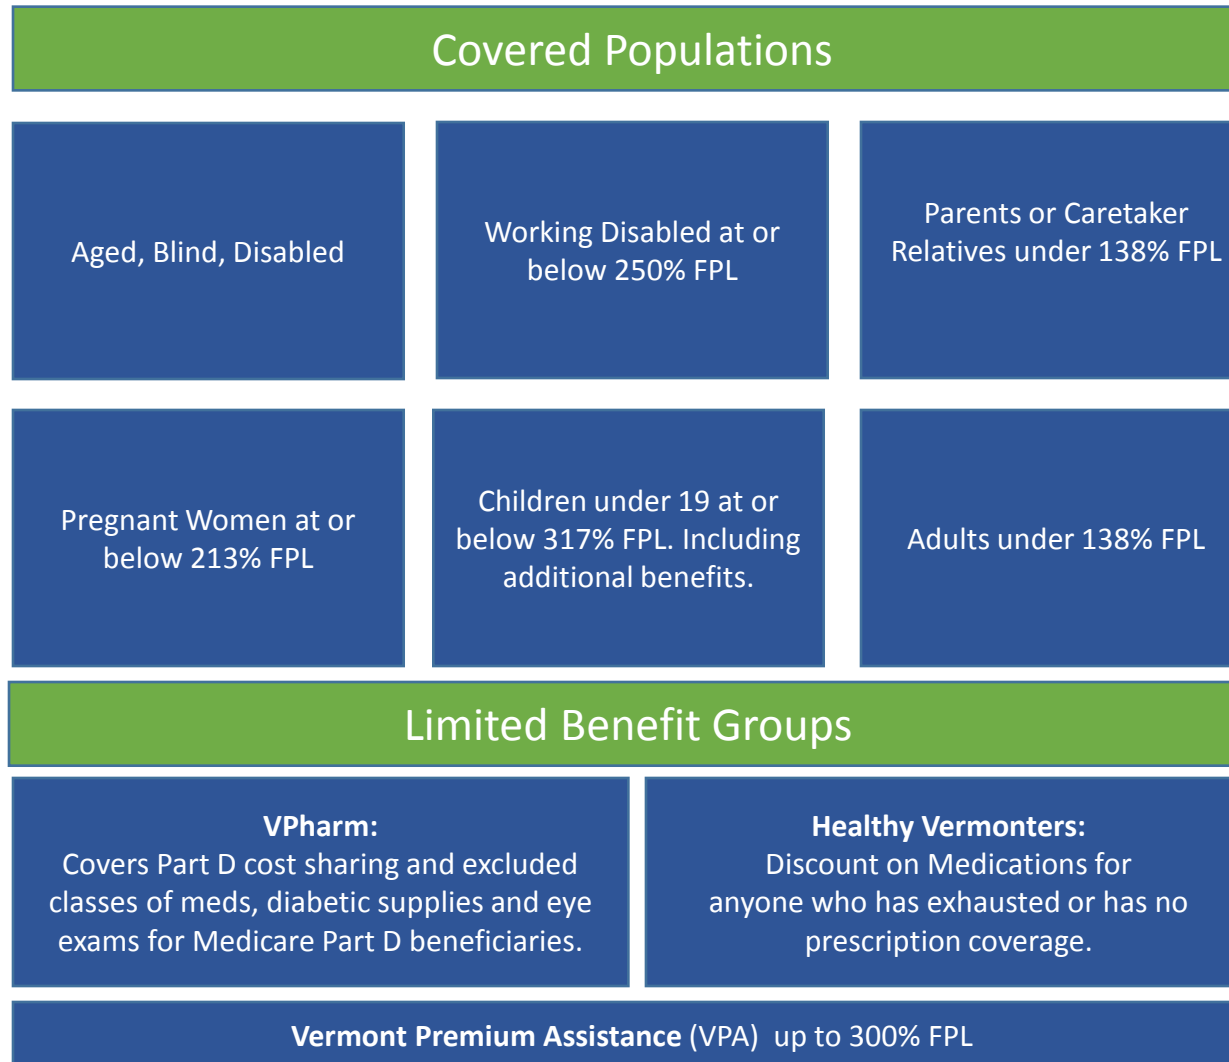 Covered Populations
Aged, Blind, Disabled
Working Disabled at or
below 250% FPL
Parents or Caretaker
Relatives under 138% FPL
Pregnant Women at or
below 213% FPL
Children under 19 at or
below 317% FPL. Including
additional benefits.
Adults under 138% FPL
Limited Benefit Groups
VPharm:
Covers Part D cost sharing and excluded
classes of meds, diabetic supplies and eye
exams for Medicare Part D beneficiaries.
Healthy Vermonters:
Discount on Medications for
anyone who has exhausted or has no
prescription coverage.
Vermont Premium Assistance (VPA) up to 300% FPL